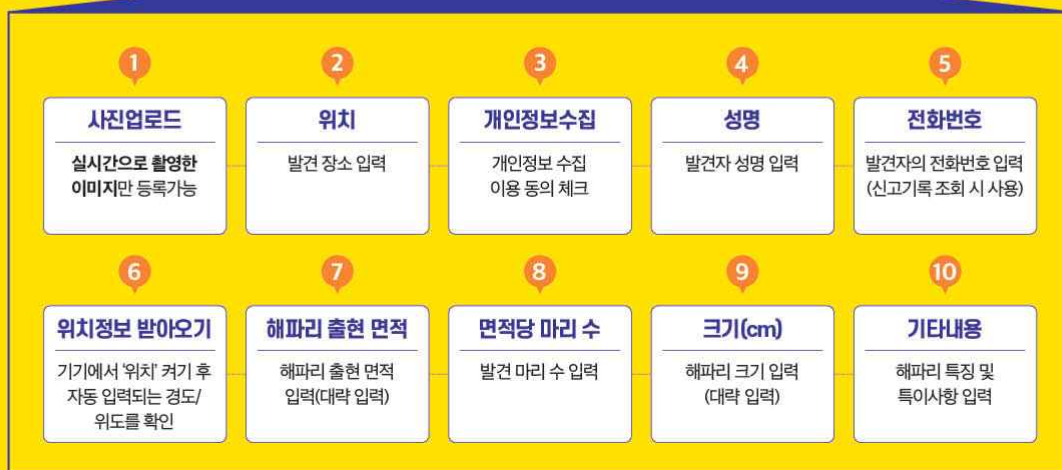 1
사진업로드
실시간으로 촬영한
이미지만 등록가능
2
위치
발견 장소 입력
3
개인정보수집
개인정보 수집
이용 동의 체크
4
성명
발견자 성명 입력
5
전화번호
발견자의 전화번호 입력
(신고기록 조회 시 사용)
6
위치정보 받아오기
기기에서 '위치' 켜기 후
자동 입력되는 경도/
위도를 확인
7
해파리 출현 면적
해파리 출현 면적
입력(대략 입력)
8
면적당 마리 수
발견 마리 수 입력
9
크기(cm)
해파리 크기 입력
(대략 입력)
10
기타내용
해파리 특징 및
특이사항 입력